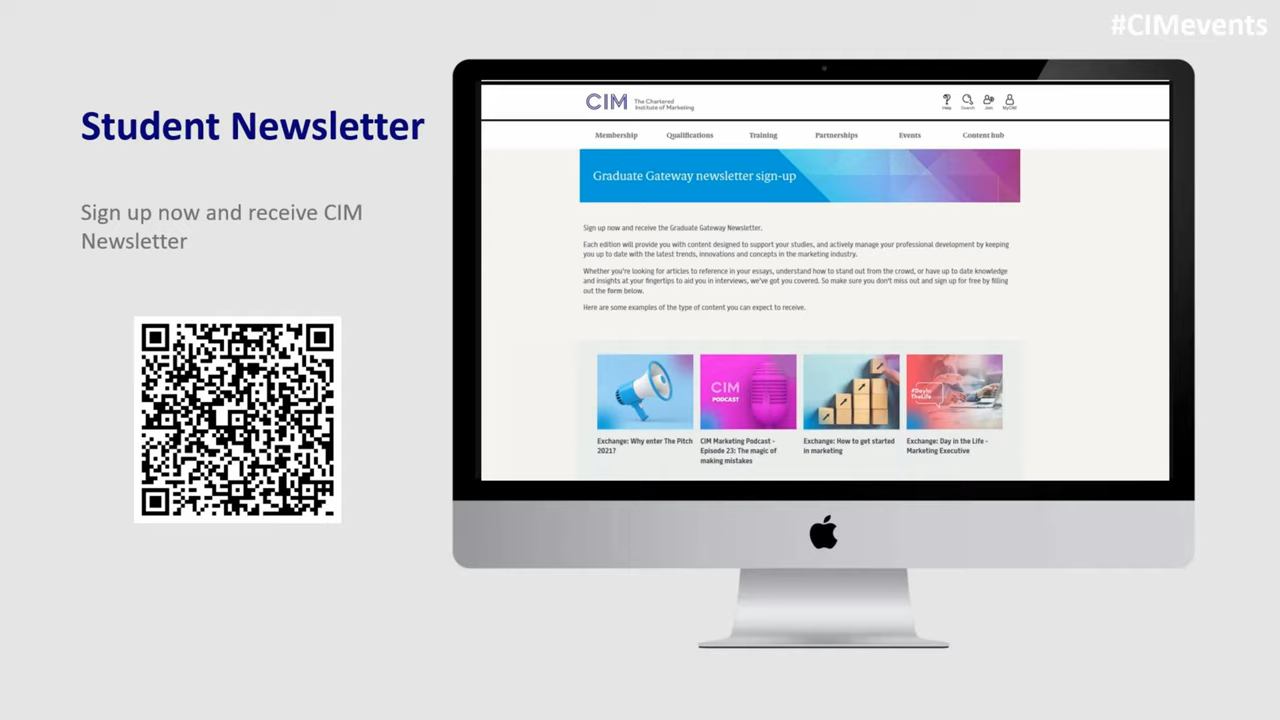 #CIMevents
Student Newsletter
Sign up now and receive CIM
Newsletter
CIM The Chartered
Institute of Marketing
Help Search Join MyCIM
Membership Qualifications Training Partnerships Events Content hub
Graduate Gateway newsletter sign-up
Sign up now and receive the Graduate Gateway Newsletter.
Each edition will provide you with content designed to support your studies, and actively manage your professional development by keeping
you up to date with the latest trends, innovations and concepts in the marketing industry.
Whether you're looking for articles to reference in your essays, understand how to stand out from the crowd, or have up to date knowledge
and insights at your fingertips to aid you in interviews, we've got you covered. So make sure you don't miss out and sign up for free by filling
out the form below.
Here are some examples of the type of content you can expect to receive.
CIM
PODCAST
#DayIn
TheLife
Exchange: Why enter The Pitch
2021?
CIM Marketing Podcast -
Episode 23: The magic of
making mistakes
Exchange: How to get started
in marketing
Exchange: Day in the Life -
Marketing Executive